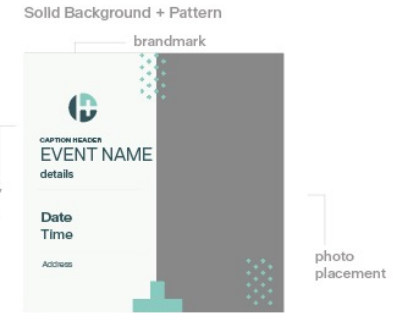 Solid Background + Pattern
brandmark
CAPTION HEADER
EVENT NAME
details
Date
Time
Address
photo
placement